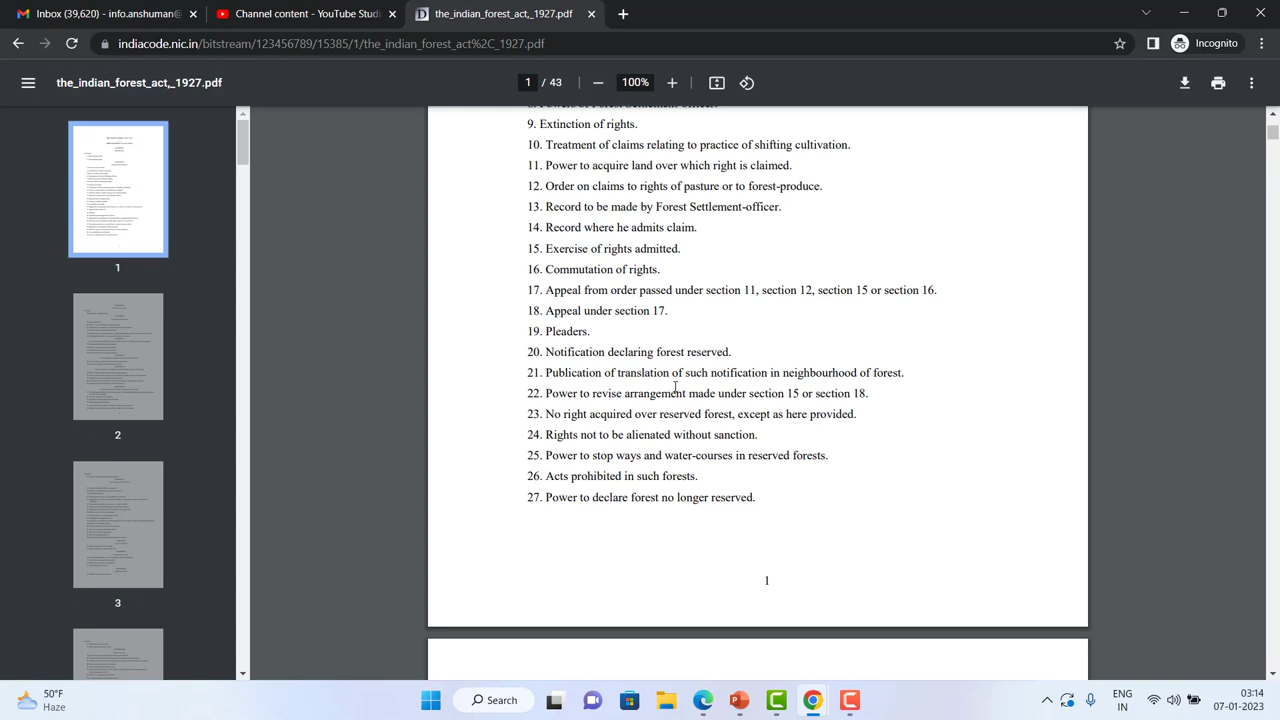 Inbox (39,620) - info.anshuman@
Channel content - YouTube Studi
the_indian_forest_act,_1927.pdf
indiacode.nic.in/bitstream/123456789/15385/1/the_indian_forest_act%2C_1927.pdf
Incognito
the_indian_forest_act,_1927.pdf
1 / 43
100%
9. Extinction of rights.
10. Treatment of claims relating to practice of shifting cultivation.
11. Power to acquire land over which right is claimed.
12. Order on claims to rights of pasture or to forest-produce.
13. Record to be made by Forest Settlement-officer.
14. Record where he admits claim.
15. Exercise of rights admitted.
16. Commutation of rights.
17. Appeal from order passed under section 11, section 12, section 15 or section 16.
18. Appeal under section 17.
19. Pleaders.
20. Notification declaring forest reserved.
21. Publication of translation of such notification in neighbourhood of forest.
22. Power to revise arrangement made under section 15 or section 18.
23. No right acquired over reserved forest, except as here provided.
24. Rights not to be alienated without sanction.
25. Power to stop ways and water-courses in reserved forests.
26. Acts prohibited in such forests.
27. Power to declare forest no longer reserved.
1
1
2
3
50°F
Haze
Search
ENG
IN
03:14
07-01-2023